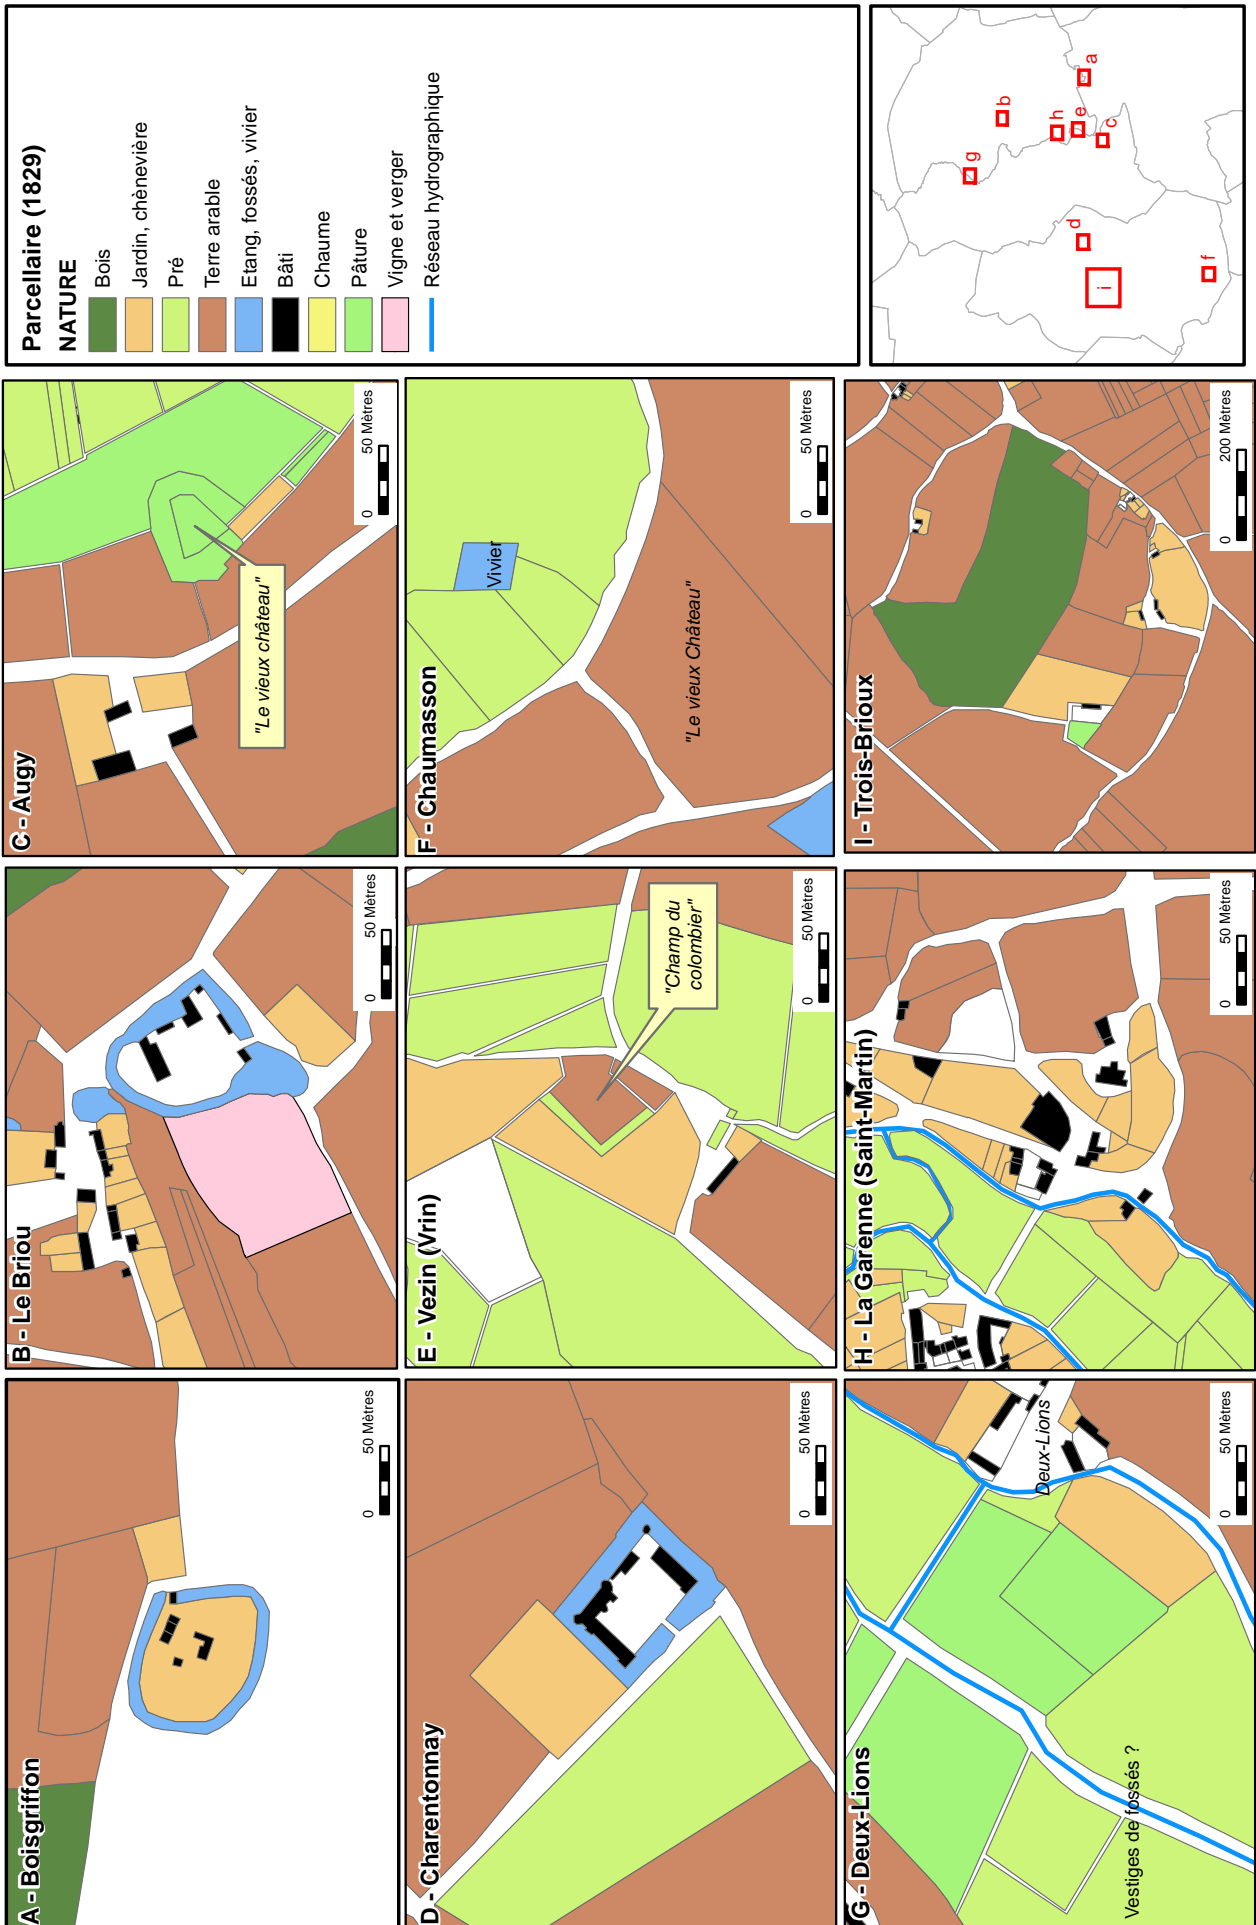 A - Boisgriffon
0 50 Mètres
B - Le Briou
0 50 Mètres
C - Augy
"Le vieux château"
0 50 Mètres
Parcellaire (1829)
NATURE
Bois
Jardin, chènevière
Pré
Terre arable
Etang, fossés, vivier
Bâti
Chaume
Pâture
Vigne et verger
Réseau hydrographique
D - Charentonnay
0 50 Mètres
E - Vezin (Vrin)
"Champ du
colombier"
0 50 Mètres
F - Chaumasson
Vivier
"Le vieux Château"
0 50 Mètres
G - Deux-Lions
Deux-Lions
Vestiges de fossés ?
0 50 Mètres
H - La Garenne (Saint-Martin)
0 50 Mètres
I - Trois-Brioux
0 200 Mètres
g
b
h
e
a
c
d
i
f